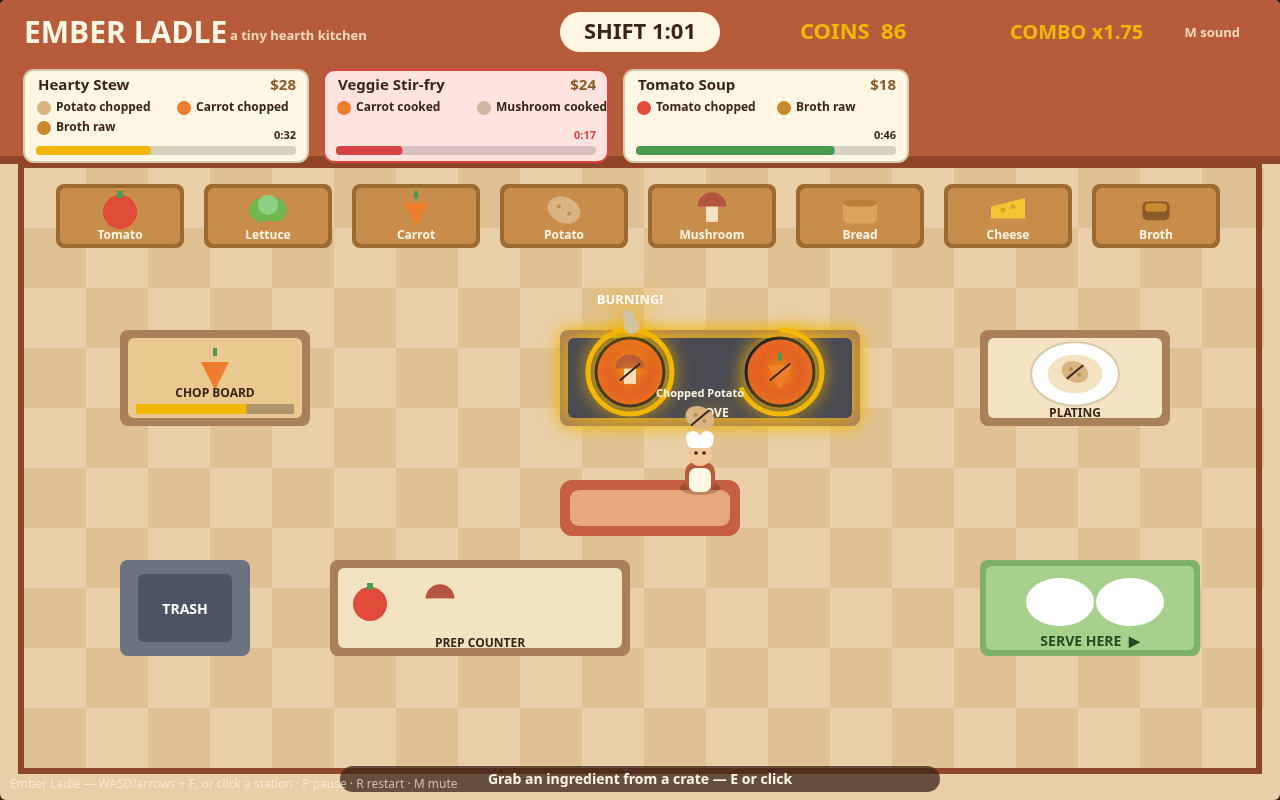 EMBER LADLE a tiny hearth kitchen
SHIFT 1:01
COINS 86
COMBO x1.75
M sound
Hearty Stew $28
Potato chopped Carrot chopped
Broth raw
0:32
Veggie Stir-fry $24
Carrot cooked Mushroom cooked
0:17
Tomato Soup $18
Tomato chopped Broth raw
0:46
Tomato
Lettuce
Carrot
Potato
Mushroom
Bread
Cheese
Broth
BURNING!
CHOP BOARD
Chopped Potato
OVE
PLATING
TRASH
PREP COUNTER
SERVE HERE ▶
Grab an ingredient from a crate — E or click
Ember Ladle — WASD/arrows + E, or click a station · P pause · R restart · M mute